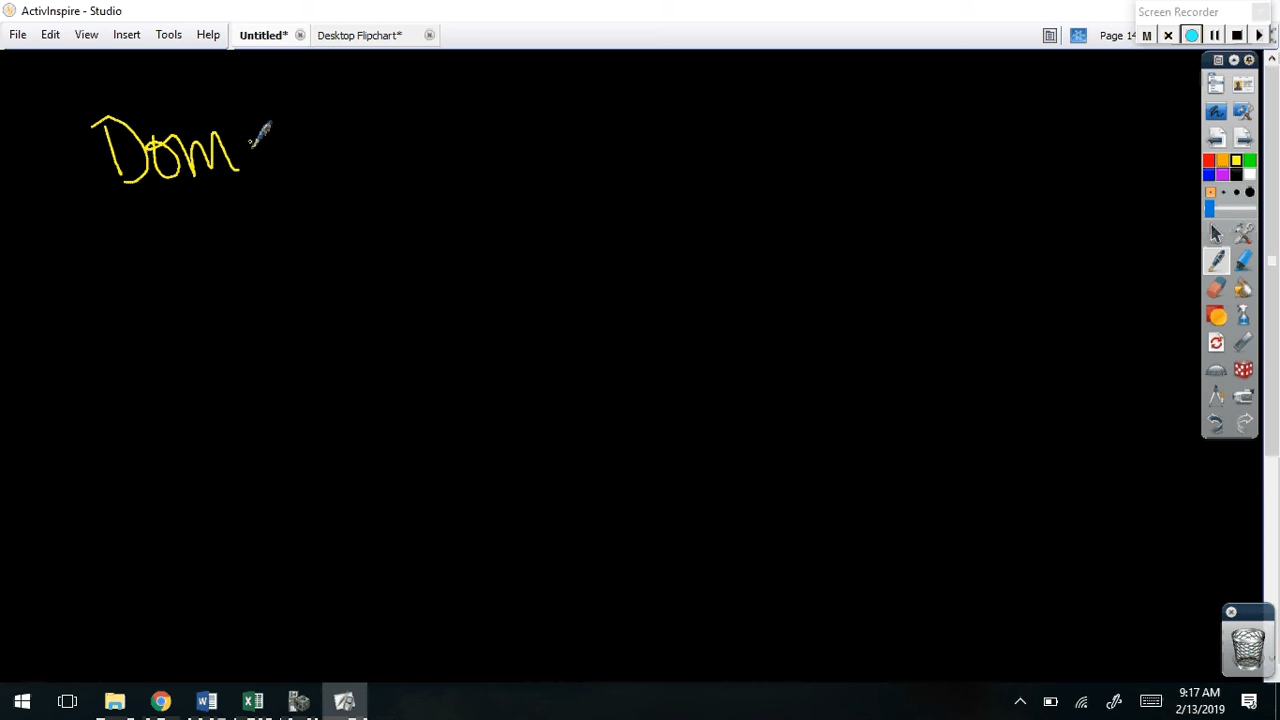 ActivInspire - Studio
Screen Recorder
File Edit View Insert Tools Help Untitled* Desktop Flipchart* Page 14
M
Dom
9:17 AM
2/13/2019